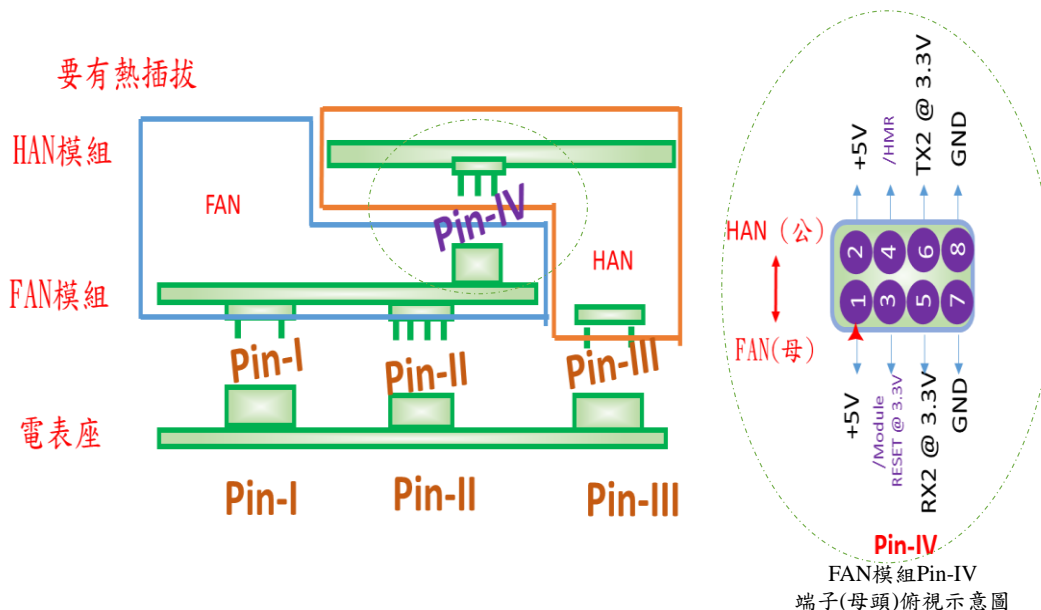 要有熱插拔
HAN模組
FAN
Pin-IV
HAN
FAN模組
Pin-I
Pin-II
Pin-III
電表座
Pin-I
Pin-II
Pin-III
+5V
/HMR
TX2 @ 3.3V
GND
HAN（公）
2 4 6 8
1 3 5 7
FAN(母)
+5V
/Module
RESET @ 3.3V
RX2 @ 3.3V
GND
Pin-IV
FAN模組Pin-IV
端子(母頭)俯視示意圖